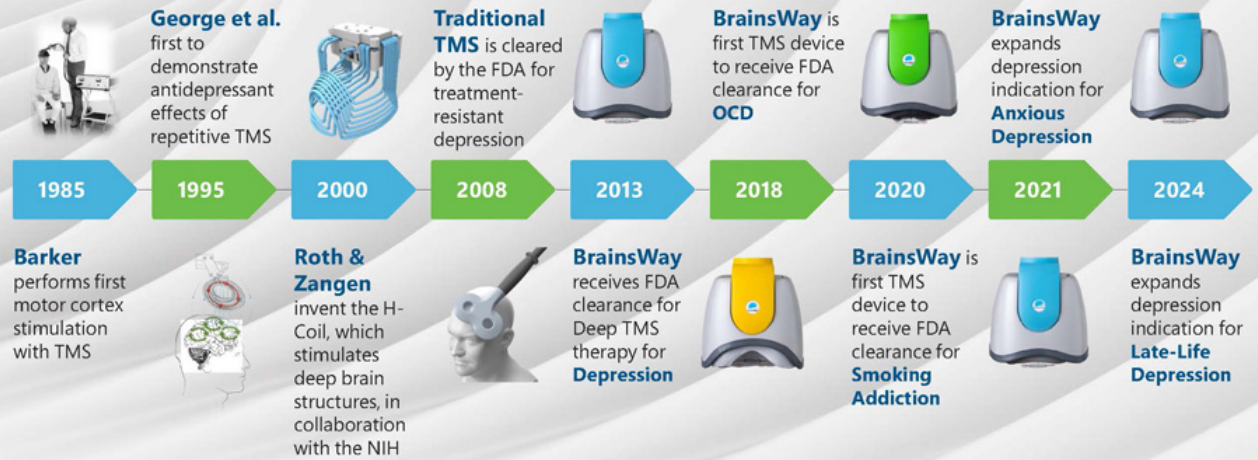 George et al.
first to
demonstrate
antidepressant
effects of
repetitive TMS
Traditional
TMS is cleared
by the FDA for
treatment-
resistant
depression
BrainsWay is
first TMS device
to receive FDA
clearance for
OCD
BrainsWay
expands
depression
indication for
Anxious
Depression
1985
1995
2000
2008
2013
2018
2020
2021
2024
Barker
performs first
motor cortex
stimulation
with TMS
Roth &
Zangen
invent the H-
Coil, which
stimulates
deep brain
structures, in
collaboration
with the NIH
BrainsWay
receives FDA
clearance for
Deep TMS
therapy for
Depression
BrainsWay is
first TMS
device to
receive FDA
clearance for
Smoking
Addiction
BrainsWay
expands
depression
indication for
Late-Life
Depression